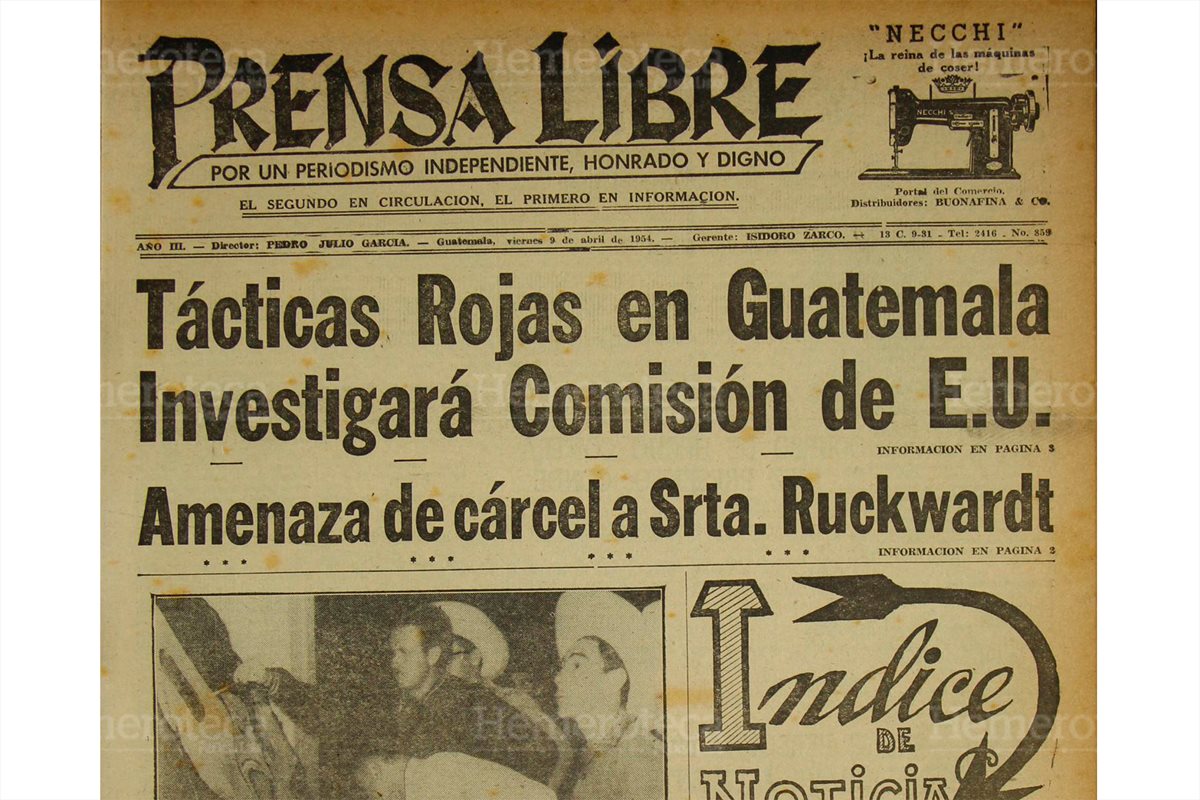 PRENSA LIBRE
POR UN PERIODISMO INDEPENDIENTE, HONRADO Y DIGNO
EL SEGUNDO EN CIRCULACION, EL PRIMERO EN INFORMACION.
"NECCHI"
¡La reina de las máquinas
de coser!
NECCHI
Portal del Comercio.
Distribuidores: BUONAFINA & CO.
AÑO III. — Director: PEDRO JULIO GARCIA. — Guatemala, viernes 9 de abril de 1954. — Gerente: ISIDORO ZARCO. — 13 C. 9-31 - Tel: 2416 - No. 859
Tácticas Rojas en Guatemala
Investigará Comisión de E.U.
INFORMACION EN PAGINA 3
Amenaza de cárcel a Srta. Ruckwardt
INFORMACION EN PAGINA 2
Indice
DE
NOTICIAS
Hemeroteca